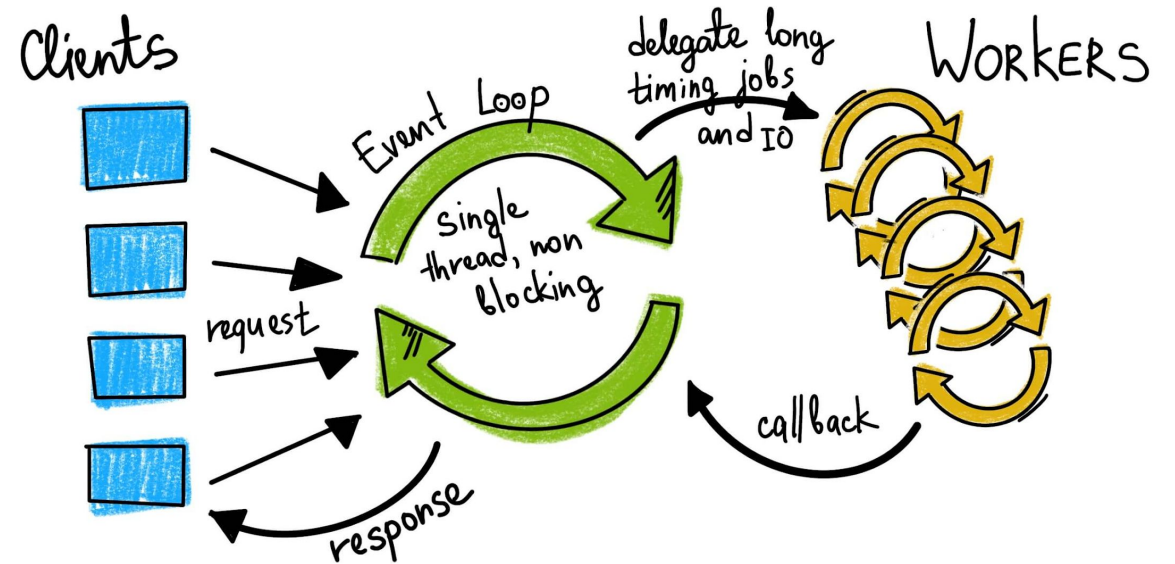 Clients
Event Loop
Single
thread, non
blocking
request
response
delegate long
timing jobs
and IO
WORKERS
callback